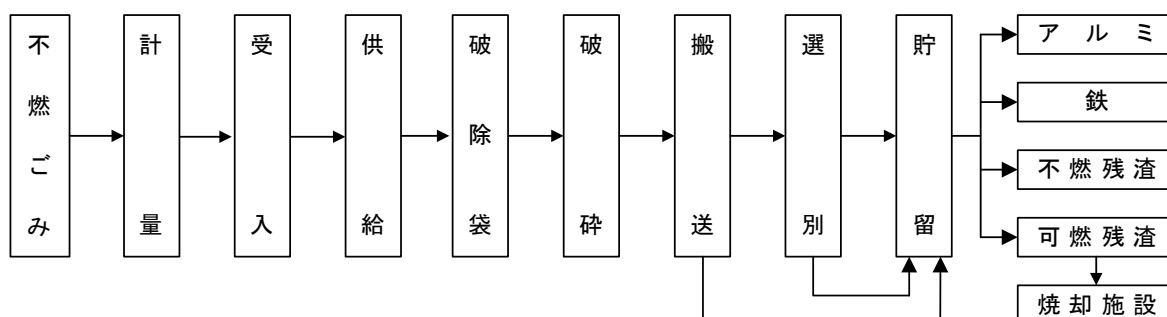 不燃ごみ
計量
受入
供給
破除袋
破砕
搬送
選別
貯留
アルミ
鉄
不燃残渣
可燃残渣
焼却施設